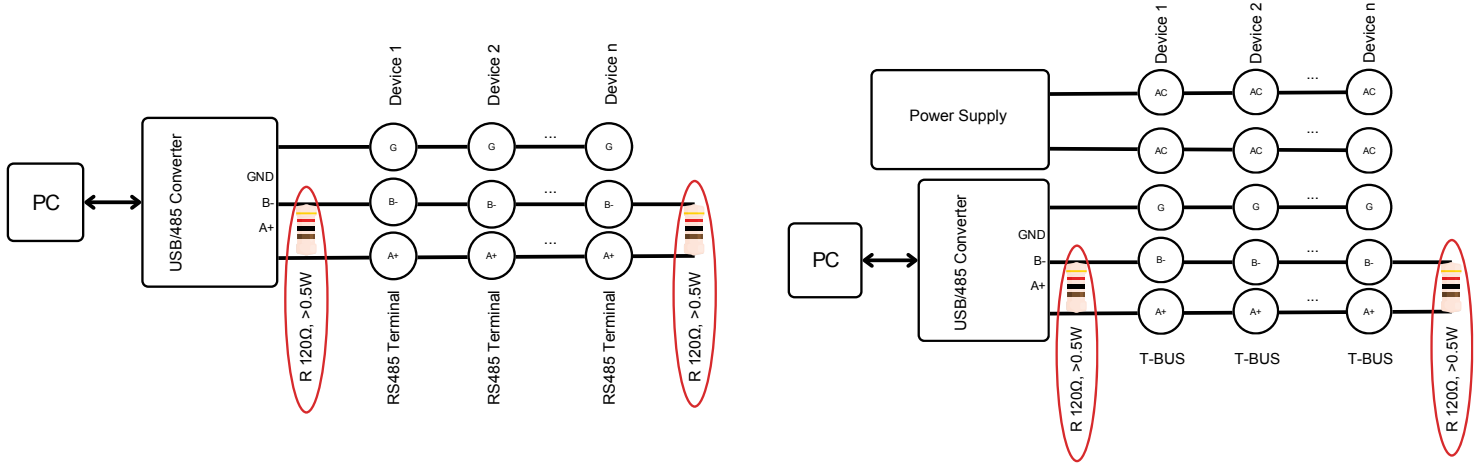 Device 1
Device 2
Device n
PC
USB/485 Converter
GND
B-
A+
G
G
...
G
B-
B-
...
B-
A+
A+
...
A+
R 120Ω, >0.5W
RS485 Terminal
RS485 Terminal
RS485 Terminal
R 120Ω, >0.5W
Device 1
Device 2
Device n
Power Supply
AC
AC
...
AC
AC
AC
...
AC
PC
USB/485 Converter
GND
B-
A+
G
G
...
G
B-
B-
...
B-
A+
A+
...
A+
R 120Ω, >0.5W
T-BUS
T-BUS
T-BUS
R 120Ω, >0.5W